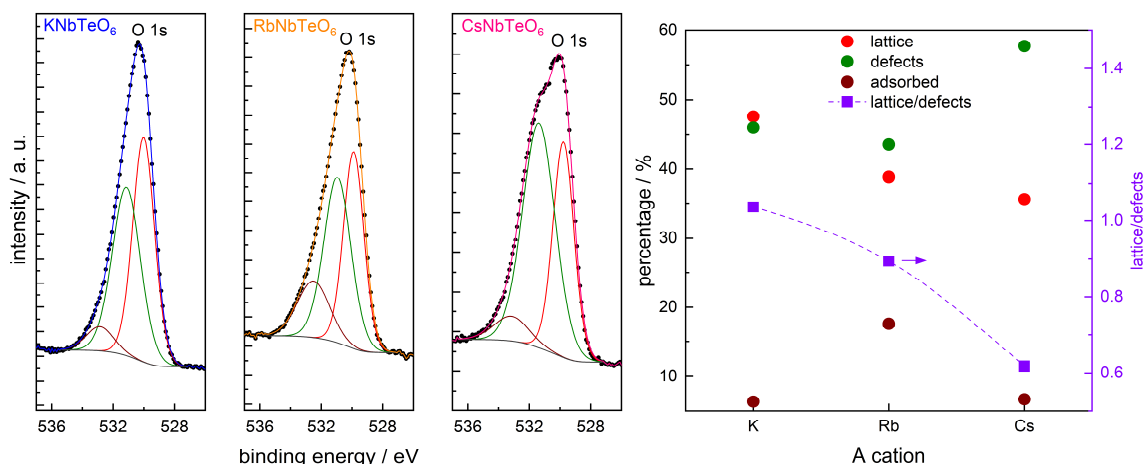 KNbTeO₆
O 1s
RbNbTeO₆
O 1s
CsNbTeO₆
O 1s
intensity / a. u.
536 532 528
536 532 528
536 532 528
binding energy / eV
lattice
defects
adsorbed
lattice/defects
percentage / %
60
50
40
30
20
10
K Rb Cs
A cation
1.4
1.2
1.0
0.8
0.6
lattice/defects